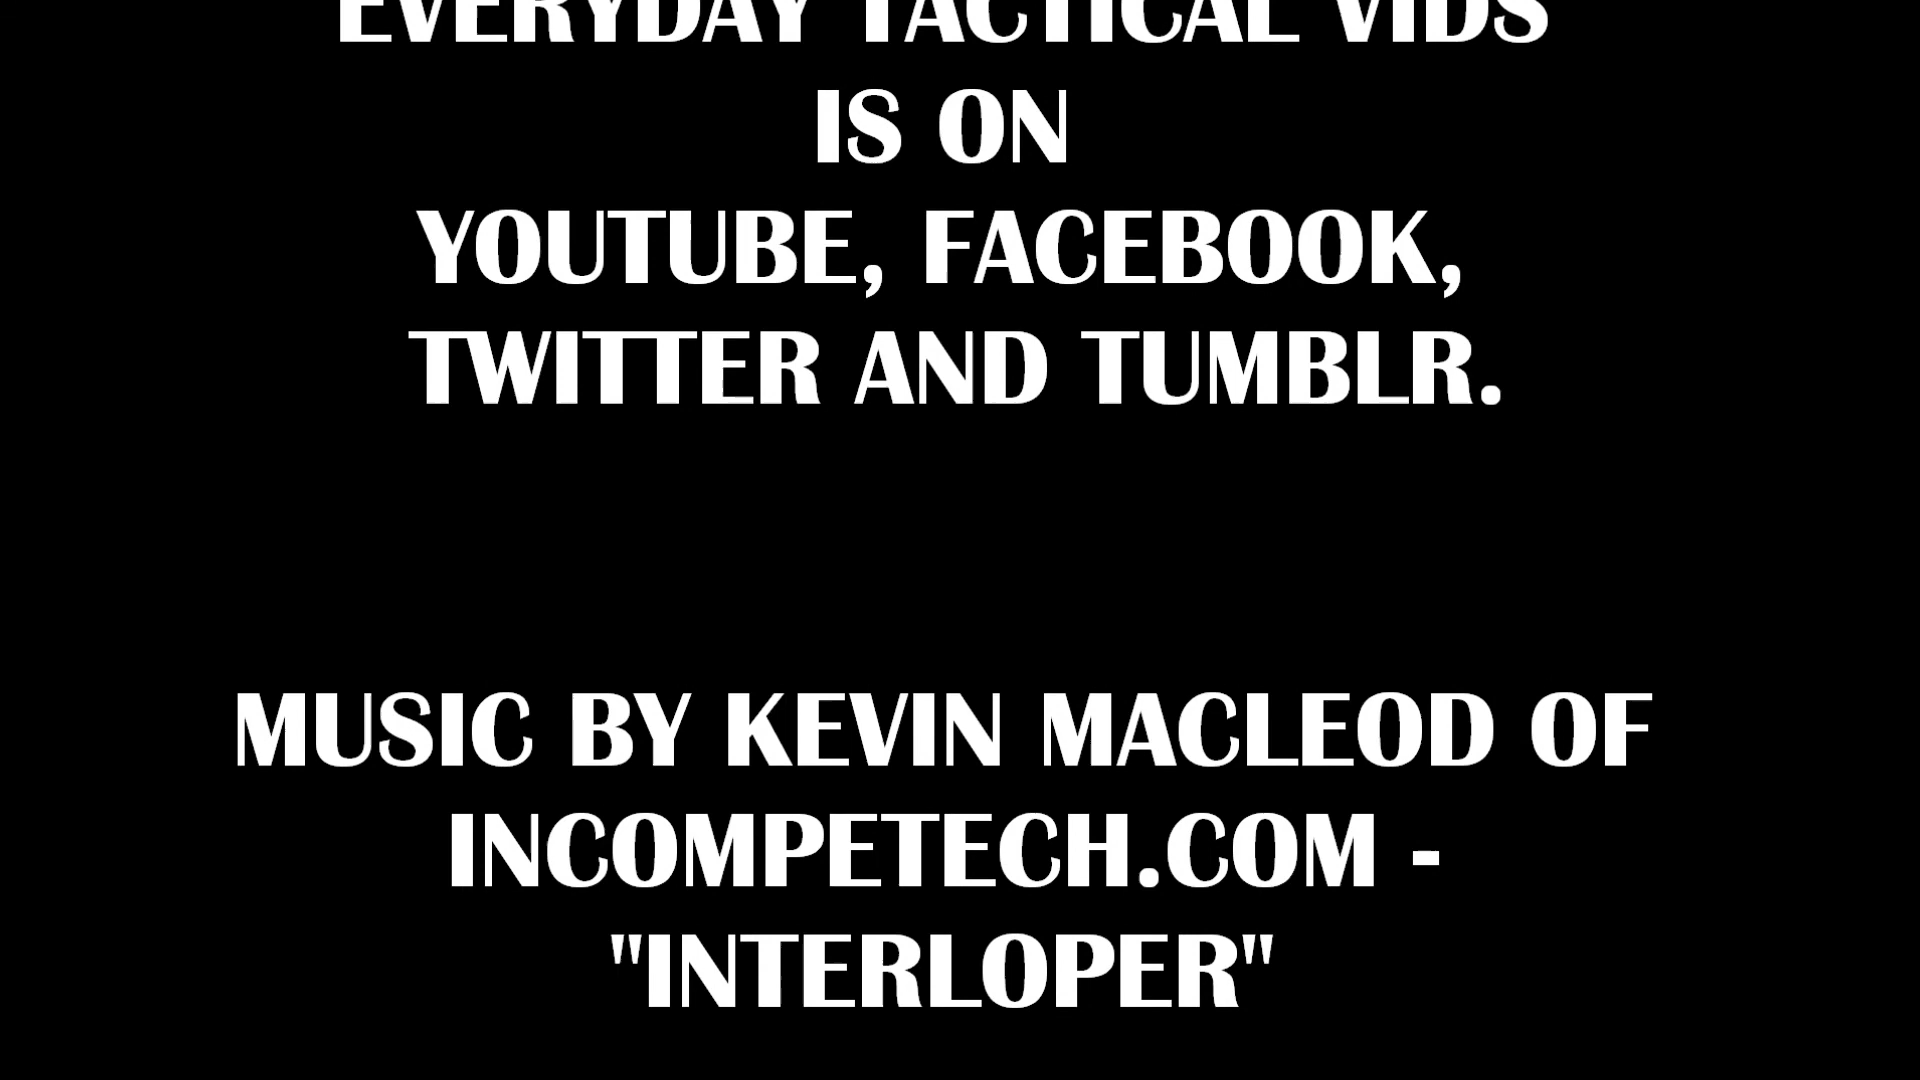 EVERYDAY TACTICAL VIDS
IS ON
YOUTUBE, FACEBOOK,
TWITTER AND TUMBLR.
MUSIC BY KEVIN MACLEOD OF
INCOMPETECH.COM -
"INTERLOPER"